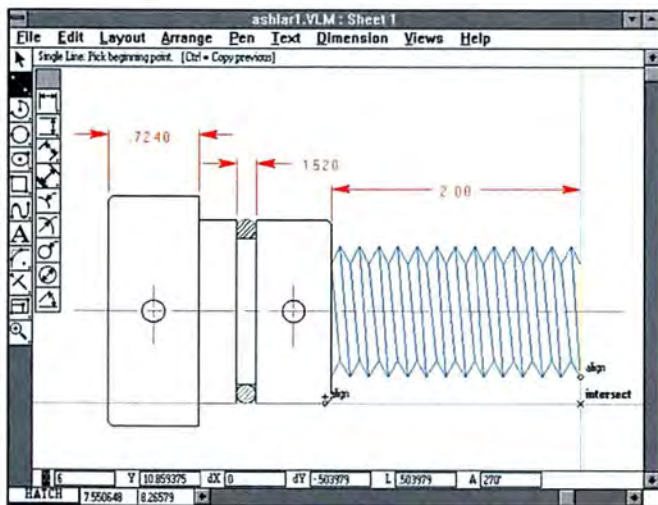 ashlar1.VLM : Sheet 1
File Edit Layout Arrange Pen Text Dimension Views Help
Single Line: Pick beginning point. [Ctrl = Copy previous]
.7240
.1520
2.00
A
align
align
intersect
6 Y 10.859375 dX 0 dY -.503979 L .503979 A 270°
HATCH 7.550648 8.26579